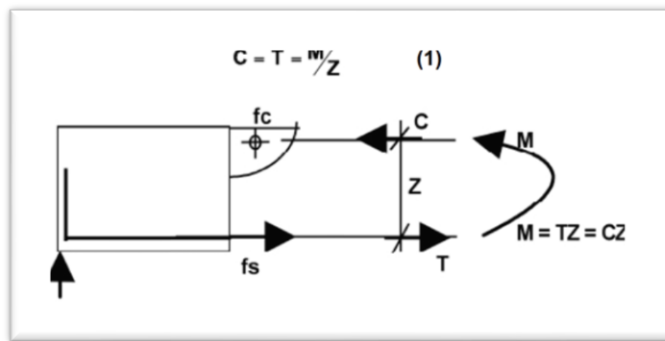 C = T = M/Z (1)
fc
C
M
Z
M = TZ = CZ
fs
T